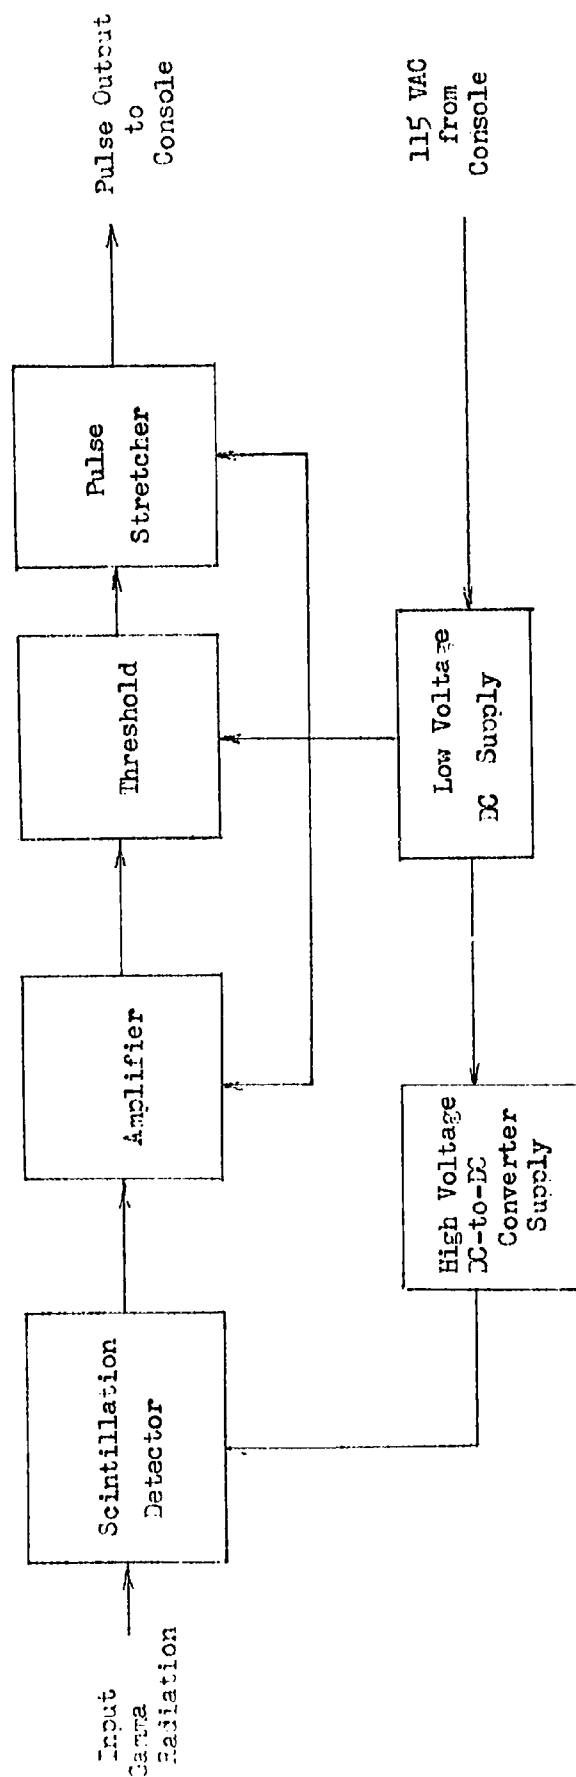 Input
Gamma
Radiation
Scintillation
Detector
Amplifier
Threshold
Pulse
Stretcher
Pulse Output
to
Console
High Voltage
DC-to-DC
Converter
Supply
Low Voltage
DC Supply
115 VAC
from
Console